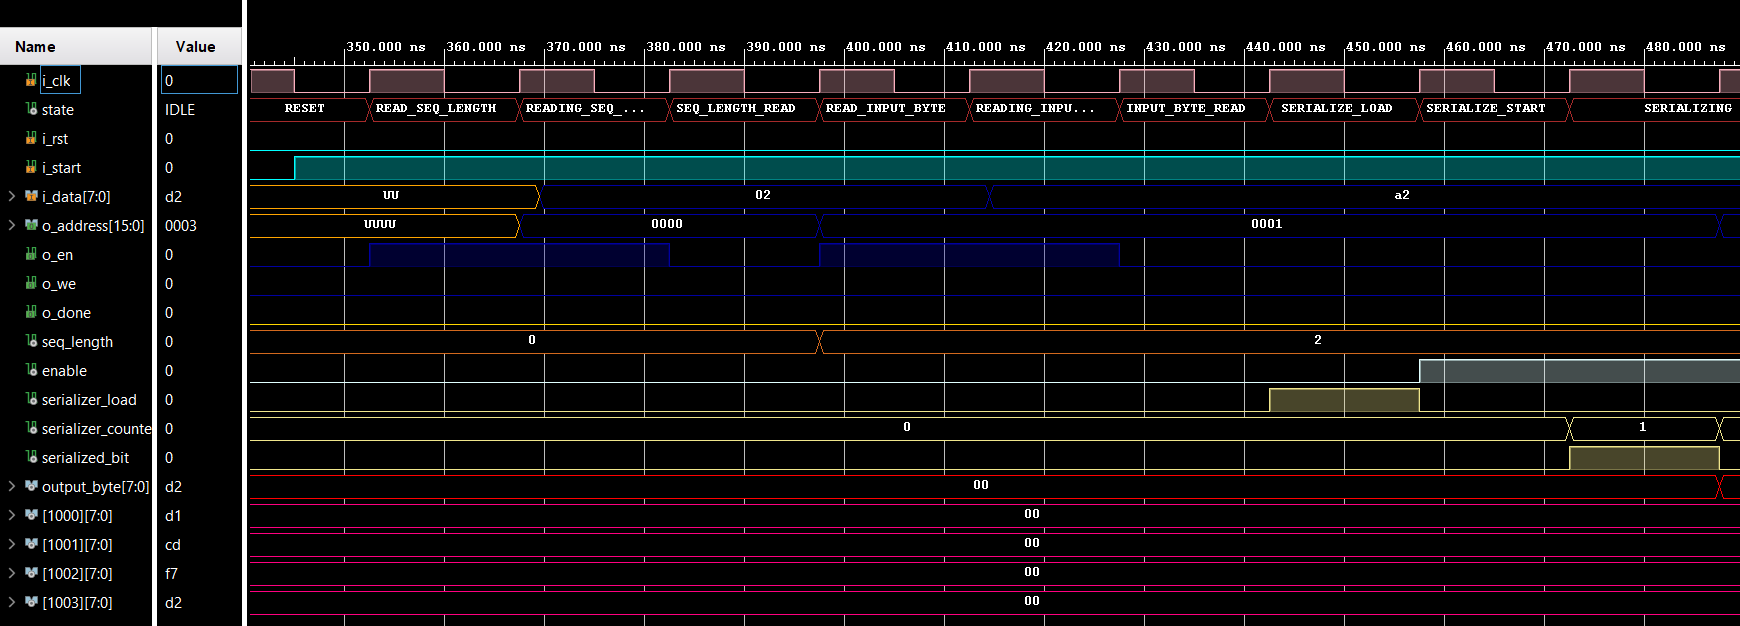 Name Value
350.000 ns 360.000 ns 370.000 ns 380.000 ns 390.000 ns 400.000 ns 410.000 ns 420.000 ns 430.000 ns 440.000 ns 450.000 ns 460.000 ns 470.000 ns 480.000 ns
i_clk 0
state IDLE RESET READ_SEQ_LENGTH READING_SEQ_... SEQ_LENGTH_READ READ_INPUT_BYTE READING_INPU... INPUT_BYTE_READ SERIALIZE_LOAD SERIALIZE_START SERIALIZING
i_rst 0
i_start 0
i_data[7:0] d2 UU 02 a2
o_address[15:0] 0003 UUUU 0000 0001
o_en 0
o_we 0
o_done 0
seq_length 0 0 2
enable 0
serializer_load 0
serializer_counte 0 0 1
serialized_bit 0
output_byte[7:0] d2 00
[1000][7:0] d1 00
[1001][7:0] cd 00
[1002][7:0] f7 00
[1003][7:0] d2 00